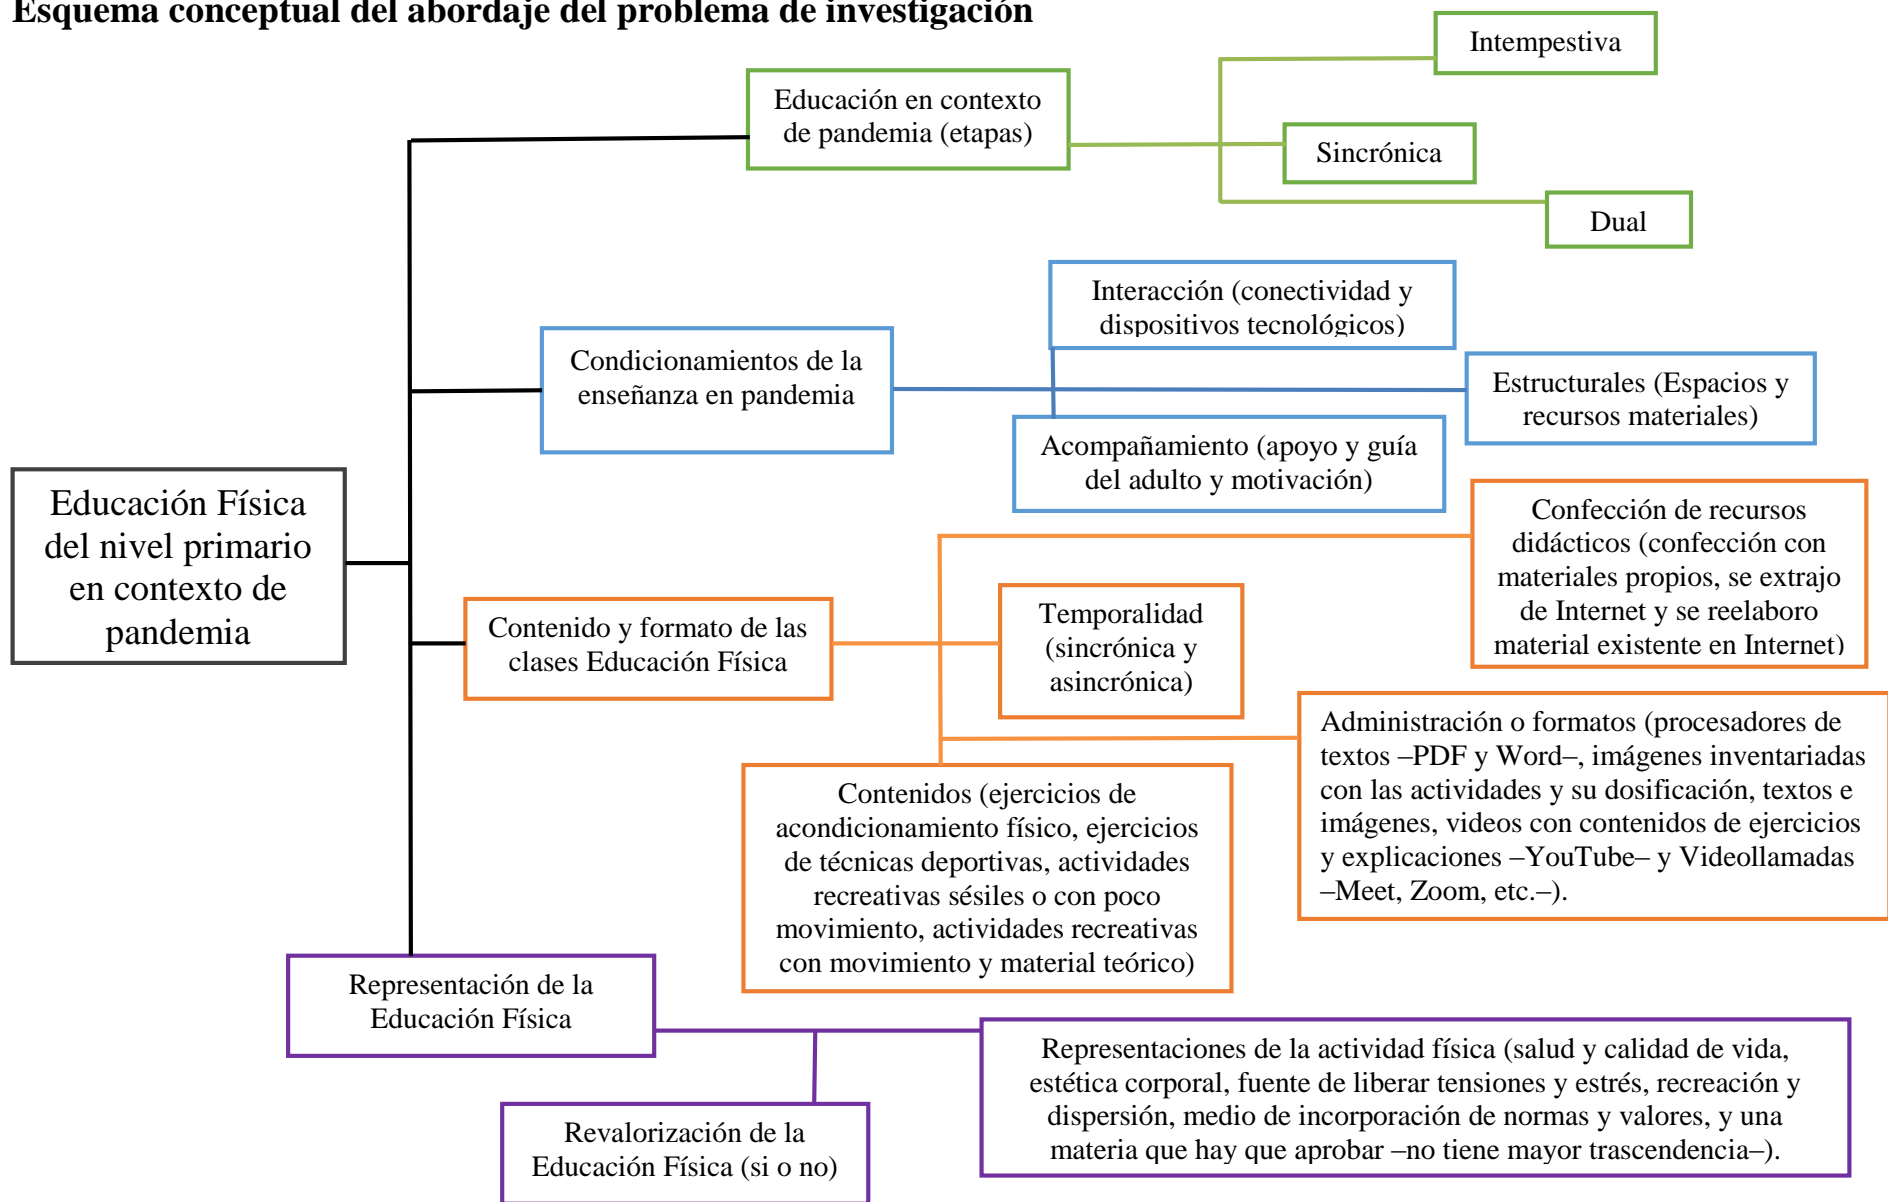 Esquema conceptual del abordaje del problema de investigación
Intempestiva
Educación en contexto
de pandemia (etapas)
Sincrónica
Dual
Interacción (conectividad y
dispositivos tecnológicos)
Condicionamientos de la
enseñanza en pandemia
Estructurales (Espacios y
recursos materiales)
Acompañamiento (apoyo y guía
del adulto y motivación)
Educación Física
del nivel primario
en contexto de
pandemia
Confección de recursos
didácticos (confección con
materiales propios, se extrajo
de Internet y se reelaboro
material existente en Internet)
Contenido y formato de las
clases Educación Física
Temporalidad
(sincrónica y
asincrónica)
Administración o formatos (procesadores de
textos –PDF y Word–, imágenes inventariadas
con las actividades y su dosificación, textos e
imágenes, videos con contenidos de ejercicios
y explicaciones –YouTube– y Videollamadas
–Meet, Zoom, etc.–).
Contenidos (ejercicios de
acondicionamiento físico, ejercicios
de técnicas deportivas, actividades
recreativas sésiles o con poco
movimiento, actividades recreativas
con movimiento y material teórico)
Representación de la
Educación Física
Representaciones de la actividad física (salud y calidad de vida,
estética corporal, fuente de liberar tensiones y estrés, recreación y
dispersión, medio de incorporación de normas y valores, y una
materia que hay que aprobar –no tiene mayor trascendencia–).
Revalorización de la
Educación Física (si o no)